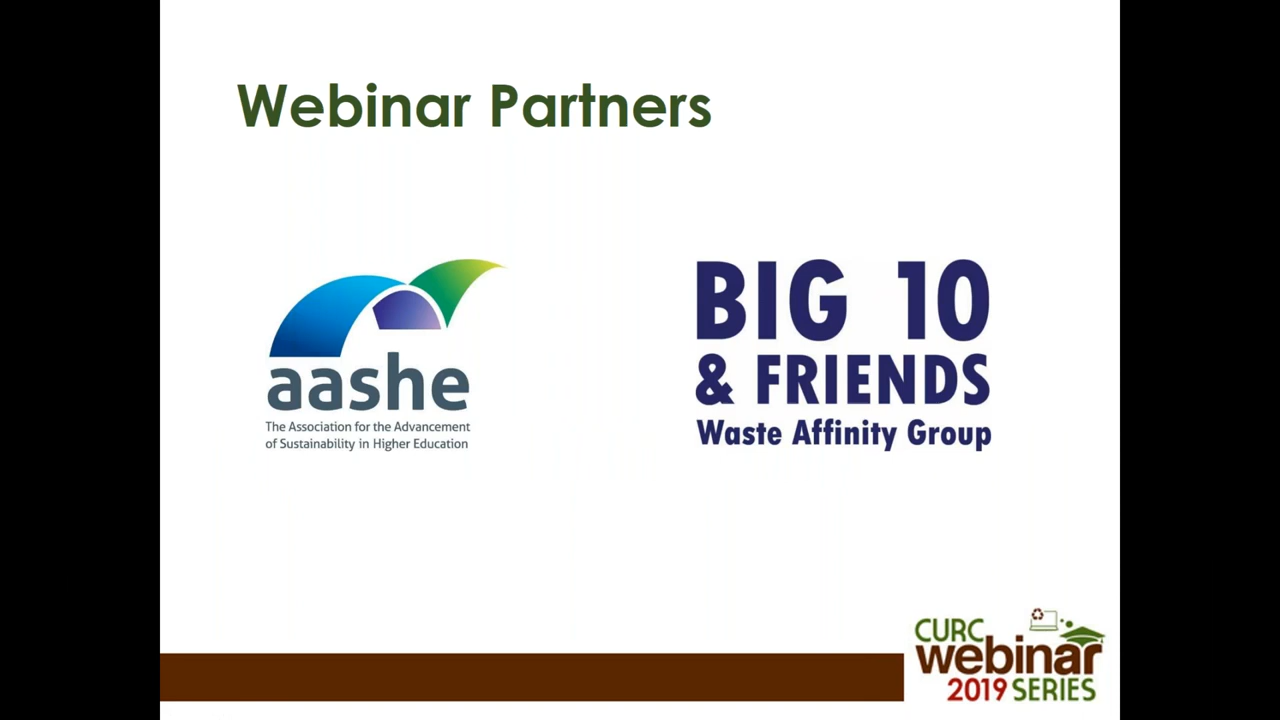 Webinar Partners
aashe
The Association for the Advancement
of Sustainability in Higher Education
BIG 10
& FRIENDS
Waste Affinity Group
CURC
webinar
2019 SERIES